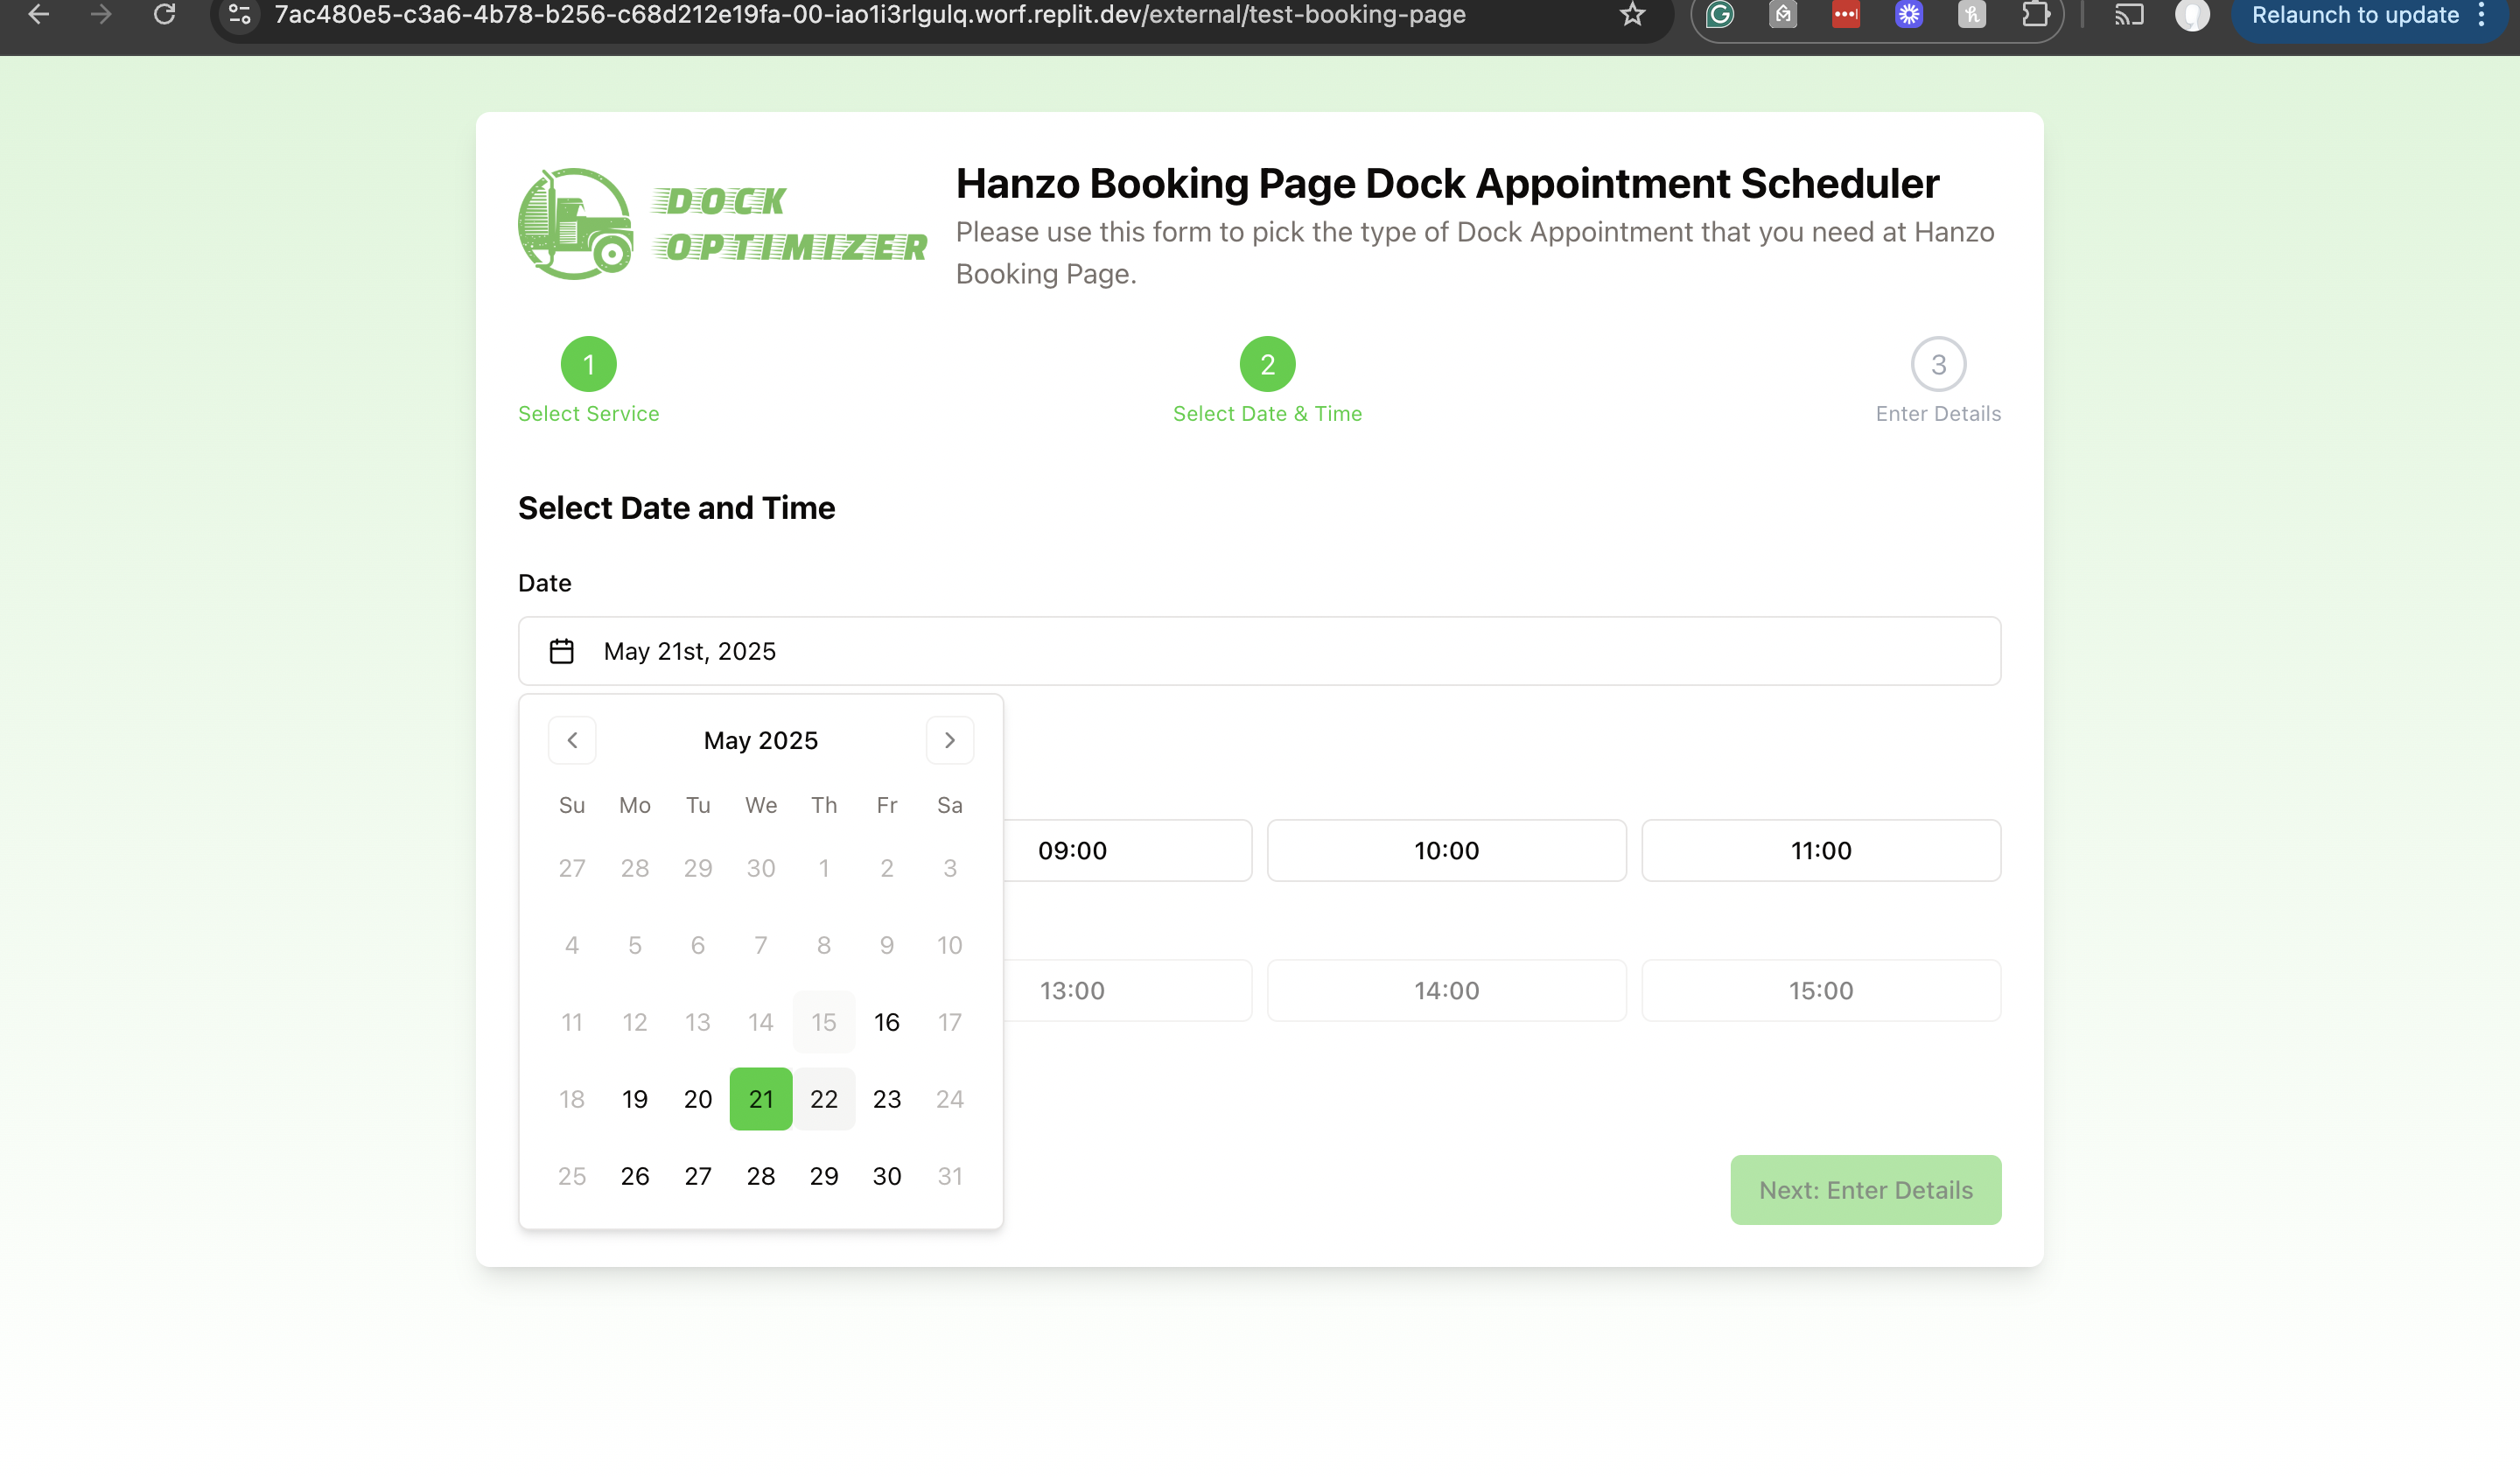 7ac480e5-c3a6-4b78-b256-c68d212e19fa-00-iao1i3rlgulq.worf.replit.dev/external/test-booking-page
Relaunch to update
DOCK
OPTIMIZER
Hanzo Booking Page Dock Appointment Scheduler
Please use this form to pick the type of Dock Appointment that you need at Hanzo
Booking Page.
1
2
3
Select Service
Select Date & Time
Enter Details
Select Date and Time
Date
May 21st, 2025
May 2025
Su Mo Tu We Th Fr Sa
27 28 29 30 1 2 3
4 5 6 7 8 9 10
11 12 13 14 15 16 17
18 19 20 21 22 23 24
25 26 27 28 29 30 31
09:00 10:00 11:00
13:00 14:00 15:00
Next: Enter Details